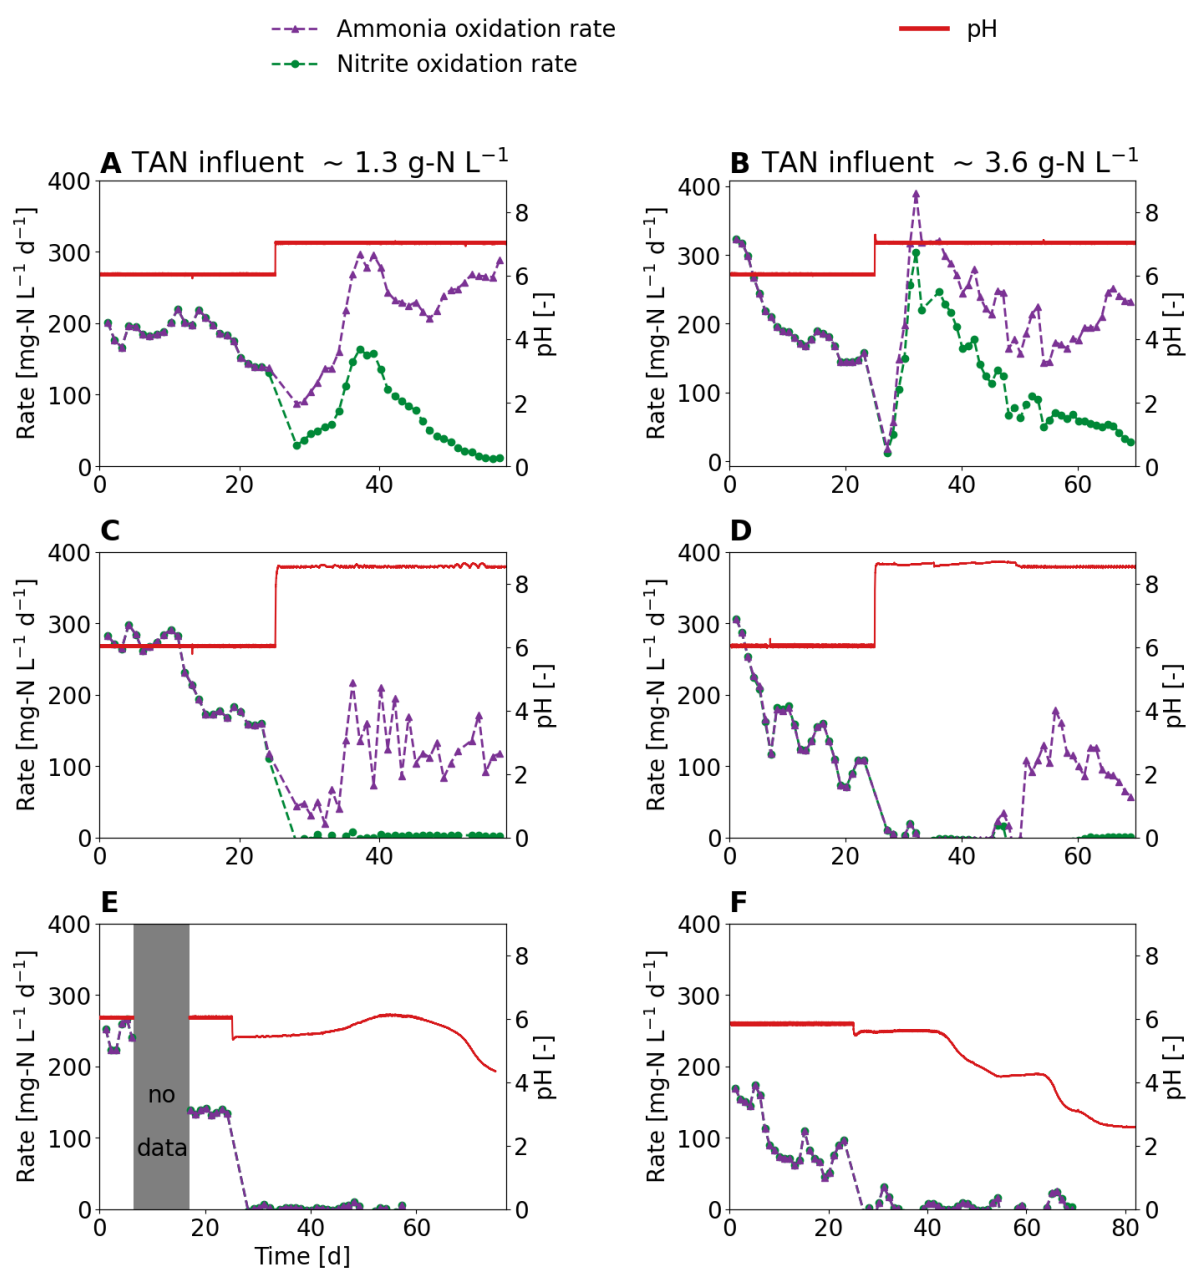 Ammonia oxidation rate
Nitrite oxidation rate
pH
A TAN influent ~ 1.3 g-N L⁻¹
B TAN influent ~ 3.6 g-N L⁻¹
400
300
200
100
0
Rate [mg-N L⁻¹ d⁻¹]
8
6
4
2
0
pH [-]
0 20 40
400
300
200
100
0
Rate [mg-N L⁻¹ d⁻¹]
8
6
4
2
0
pH [-]
0 20 40 60
C
400
300
200
100
0
Rate [mg-N L⁻¹ d⁻¹]
8
6
4
2
0
pH [-]
0 20 40
D
400
300
200
100
0
Rate [mg-N L⁻¹ d⁻¹]
8
6
4
2
0
pH [-]
0 20 40 60
E
400
300
200
100
0
Rate [mg-N L⁻¹ d⁻¹]
no
data
8
6
4
2
0
pH [-]
0 20 40 60
Time [d]
F
400
300
200
100
0
Rate [mg-N L⁻¹ d⁻¹]
8
6
4
2
0
pH [-]
0 20 40 60 80